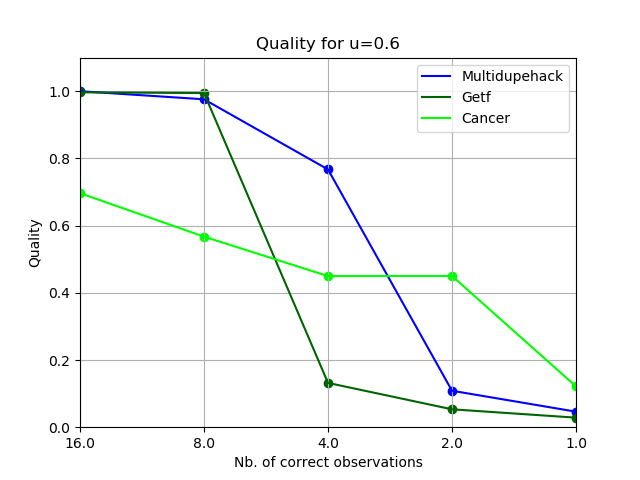 Quality for u=0.6
Multidupehack
Getf
Cancer
1.0
0.8
0.6
0.4
0.2
0.0
Quality
16.0 8.0 4.0 2.0 1.0
Nb. of correct observations